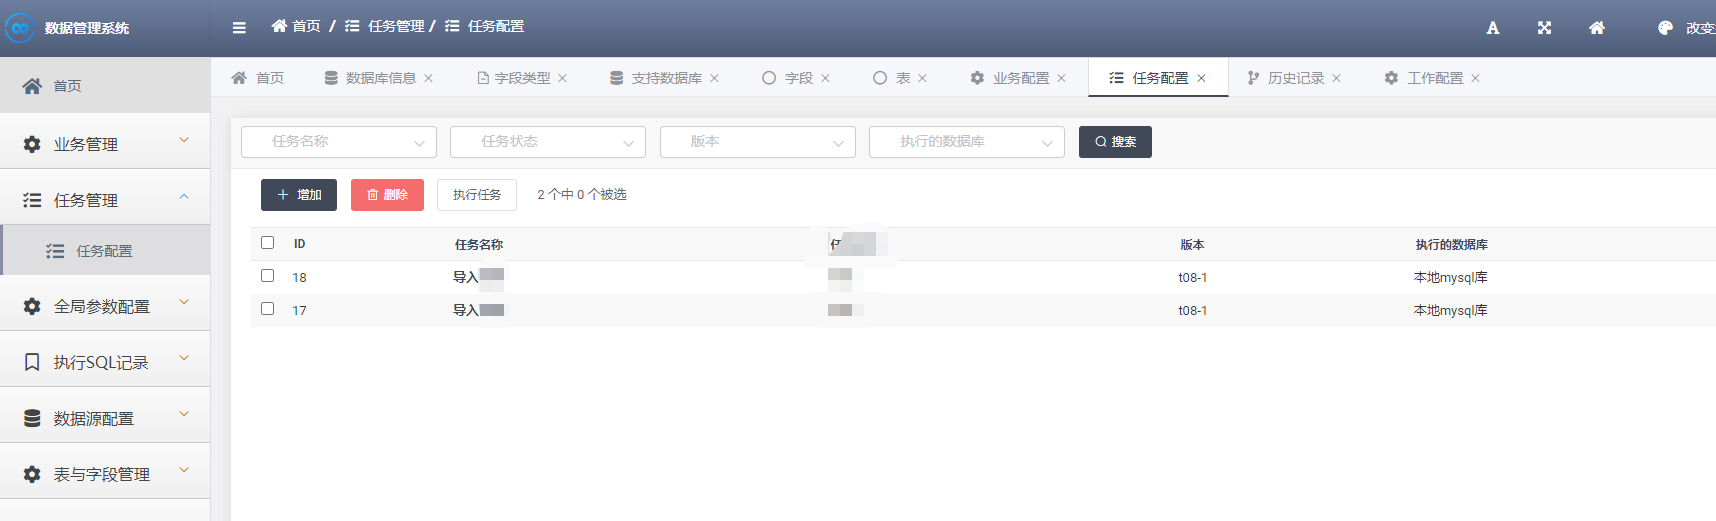 数据管理系统
首页 / 任务管理 / 任务配置
A
首页
数据库信息
字段类型
支持数据库
字段
表
业务配置
任务配置
历史记录
工作配置
首页
业务管理
任务管理
任务配置
全局参数配置
执行SQL记录
数据源配置
表与字段管理
任务名称
任务状态
版本
执行的数据库
搜索
增加
删除
执行任务
2 个中 0 个被选
ID 任务名称 版本 执行的数据库
18 导入 t08-1 本地mysql库
17 导入 t08-1 本地mysql库